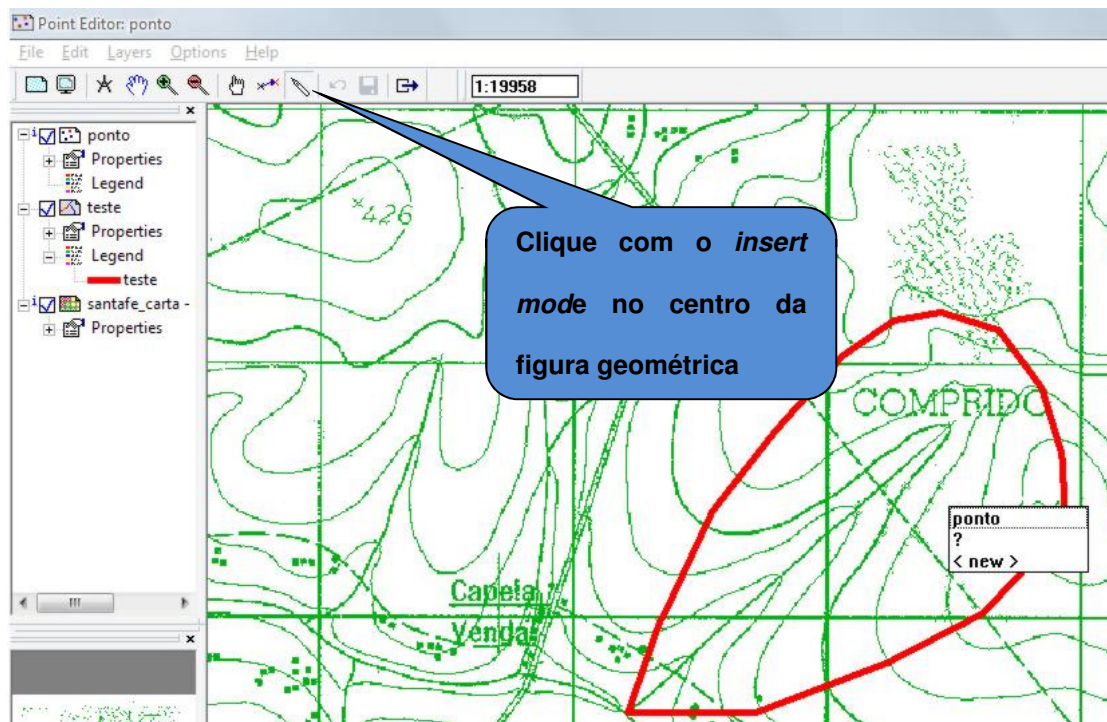 Point Editor: ponto
File Edit Layers Options Help
1:19958
ponto
Properties
Legend
teste
Properties
Legend
teste
santafe_carta -
Properties
426
Clique com o insert
mode no centro da
figura geométrica
COMPRIDO
ponto
?
< new >
Capela
Venda